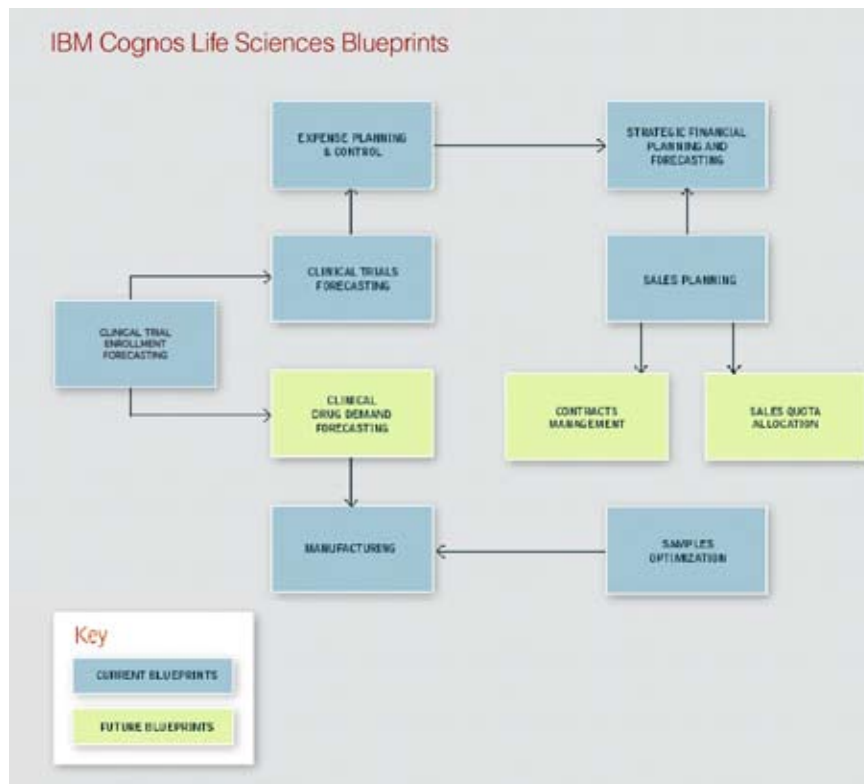 IBM Cognos Life Sciences Blueprints
EXPENSE PLANNING
& CONTROL
STRATEGIC FINANCIAL
PLANNING AND
FORECASTING
CLINICAL TRIALS
FORECASTING
SALES PLANNING
CLINICAL TRIAL
ENROLLMENT
FORECASTING
CLINICAL
DRUG DEMAND
FORECASTING
CONTRACTS
MANAGEMENT
SALES QUOTA
ALLOCATION
MANUFACTURING
SAMPLES
OPTIMIZATION
Key
CURRENT BLUEPRINTS
FUTURE BLUEPRINTS